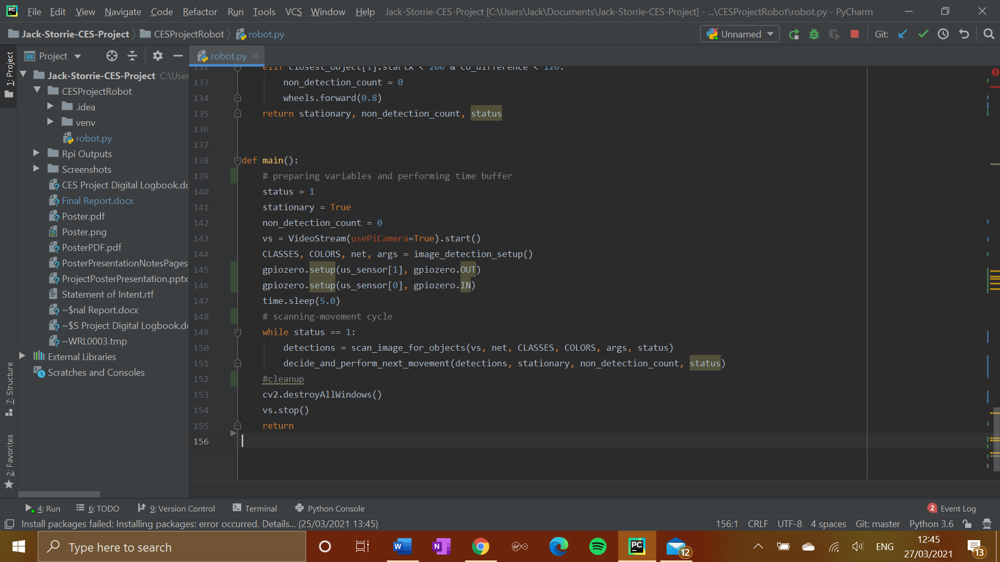 PC File Edit View Navigate Code Refactor Run Tools VCS Window Help Jack-Storrie-CES-Project [C:\Users\Jack\Documents\Jack-Storrie-CES-Project] - ...\CESProjectRobot\robot.py - PyCharm
Jack-Storrie-CES-Project CESProjectRobot robot.py Unnamed Git:
1: Project
7: Structure
2: Favorites
Project
Jack-Storrie-CES-Project C:\User
CESProjectRobot
.idea
venv
robot.py
Rpi Outputs
Screenshots
CES Project Digital Logbook.do
Final Report.docx
Poster.pdf
Poster.png
PosterPDF.pdf
PosterPresentationNotesPages
ProjectPosterPresentation.pptx
Statement of Intent.rtf
~$nal Report.docx
~$S Project Digital Logbook.do
~WRL0003.tmp
External Libraries
Scratches and Consoles
robot.py
132 elif closest_object[1].startX < 200 & co_difference < 120:
133 non_detection_count = 0
134 wheels.forward(0.8)
135 return stationary, non_detection_count, status
136
137
138 def main():
139 # preparing variables and performing time buffer
140 status = 1
141 stationary = True
142 non_detection_count = 0
143 vs = VideoStream(usePiCamera=True).start()
144 CLASSES, COLORS, net, args = image_detection_setup()
145 gpiozero.setup(us_sensor[1], gpiozero.OUT)
146 gpiozero.setup(us_sensor[0], gpiozero.IN)
147 time.sleep(5.0)
148 # scanning-movement cycle
149 while status == 1:
150 detections = scan_image_for_objects(vs, net, CLASSES, COLORS, args, status)
151 decide_and_perform_next_movement(detections, stationary, non_detection_count, status)
152 #cleanup
153 cv2.destroyAllWindows()
154 vs.stop()
155 return
156
4: Run 6: TODO 9: Version Control Terminal Python Console 2 Event Log
Install packages failed: Installing packages: error occurred. Details... (25/03/2021 13:45) 156:1 CRLF UTF-8 4 spaces Git: master Python 3.6
Type here to search W N PC 12 ENG 12:45 13
27/03/2021